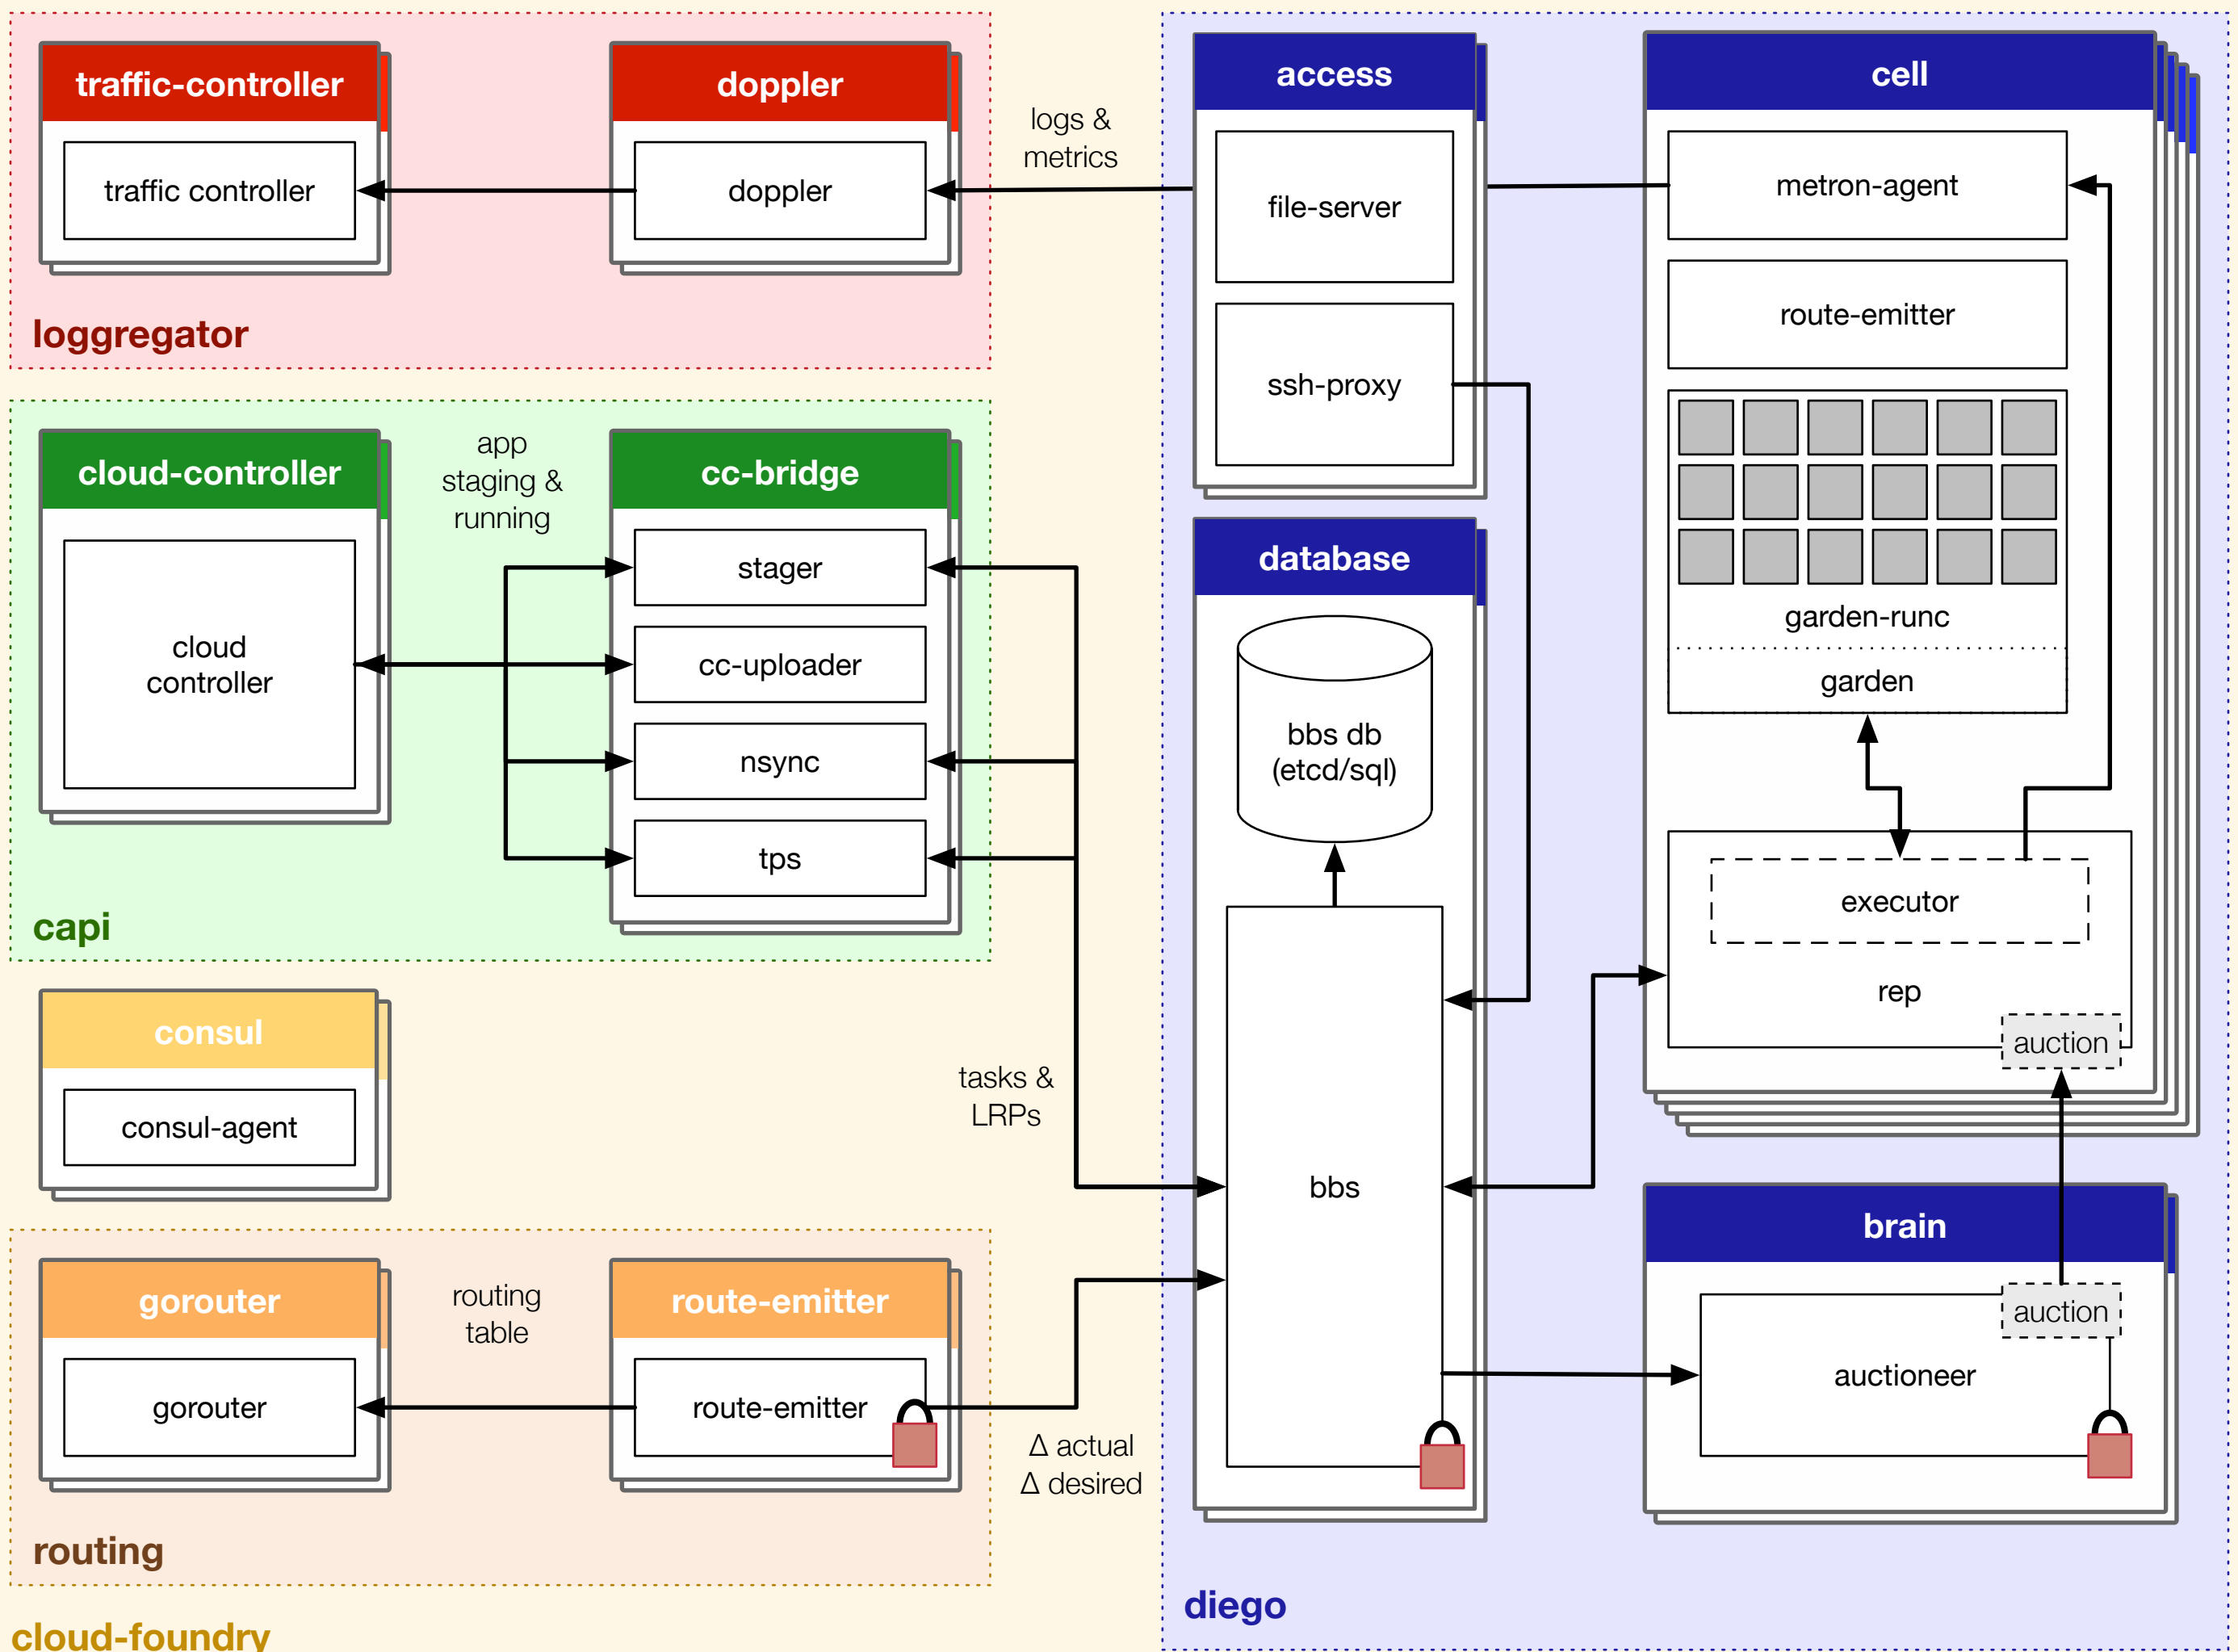 traffic-controller
traffic controller
doppler
doppler
loggregator
logs &
metrics
cloud-controller
cloud
controller
app
staging &
running
cc-bridge
stager
cc-uploader
nsync
tps
capi
consul
consul-agent
tasks &
LRPs
gorouter
gorouter
routing
table
route-emitter
route-emitter
Δ actual
Δ desired
routing
cloud-foundry
access
file-server
ssh-proxy
database
bbs db
(etcd/sql)
bbs
cell
metron-agent
route-emitter
garden-runc
garden
executor
rep
auction
brain
auction
auctioneer
diego